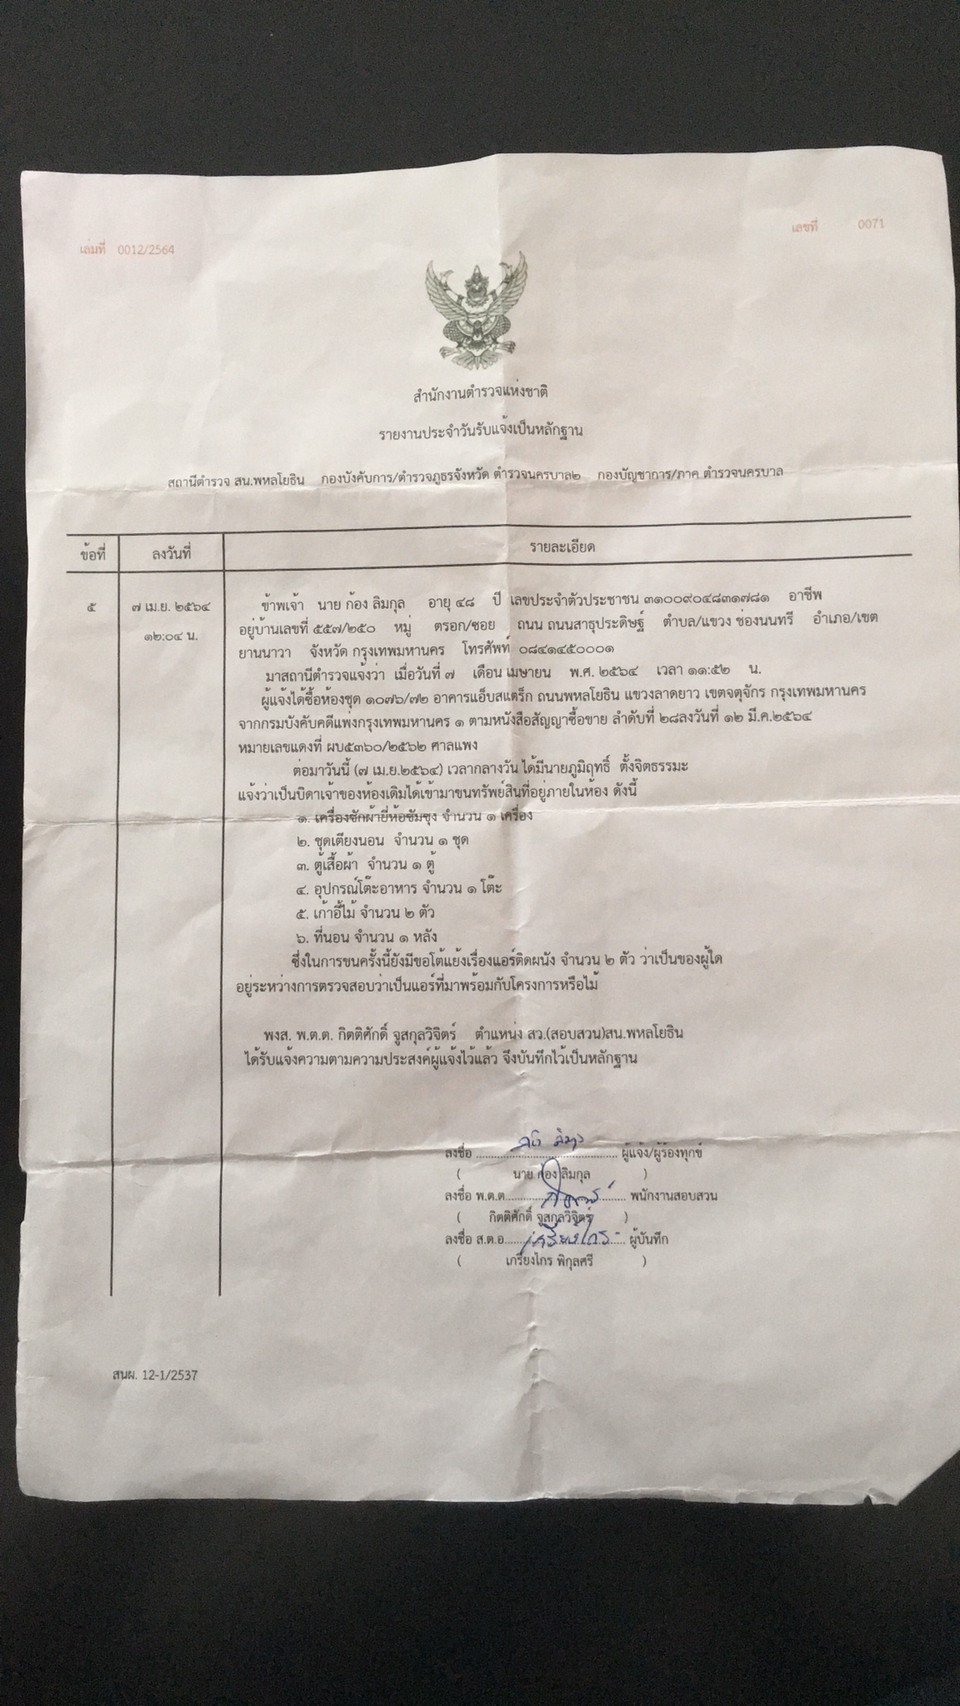 เล่มที่ 0012/2564
เลขที่ 0071
สำนักงานตำรวจแห่งชาติ
รายงานประจำวันรับแจ้งเป็นหลักฐาน
สถานีตำรวจ สน.พหลโยธิน กองบังคับการ/ตำรวจภูธรจังหวัด ตำรวจนครบาล๒ กองบัญชาการ/ภาค ตำรวจนครบาล
ข้อที่ ลงวันที่ รายละเอียด
๕ ๗ เม.ย. ๒๕๖๔ ข้าพเจ้า นาย ก้อง ลิมกุล อายุ ๔๘ ปี เลขประจำตัวประชาชน ๓๑๐๐๙๐๔๘๓๑๗๘๑ อาชีพ
๑๒:๐๔ น. อยู่บ้านเลขที่ ๕๕๗/๒๕๐ หมู่ ตรอก/ซอย ถนน ถนนสาธุประดิษฐ์ ตำบล/แขวง ช่องนนทรี อำเภอ/เขต
ยานนาวา จังหวัด กรุงเทพมหานคร โทรศัพท์ ๐๘๔๑๔๕๐๐๐๑
มาสถานีตำรวจแจ้งว่า เมื่อวันที่ ๗ เดือน เมษายน พ.ศ. ๒๕๖๔ เวลา ๑๑:๕๒ น.
ผู้แจ้งได้ซื้อห้องชุด ๑๐๗๖/๗๒ อาคารแอ็บสแตร็ก ถนนพหลโยธิน แขวงลาดยาว เขตจตุจักร กรุงเทพมหานคร
จากกรมบังคับคดีแพ่งกรุงเทพมหานคร ๑ ตามหนังสือสัญญาซื้อขาย ลำดับที่ ๒๘ลงวันที่ ๑๒ มี.ค.๒๕๖๔
หมายเลขแดงที่ ผบ๕๓๖๐/๒๕๖๒ ศาลแพง
ต่อมาวันนี้ (๗ เม.ย.๒๕๖๔) เวลากลางวัน ได้มีนายภูมิฤทธิ์ ตั้งจิตธรรมะ
แจ้งว่าเป็นบิดาเจ้าของห้องเดิมได้เข้ามาขนทรัพย์สินที่อยู่ภายในห้อง ดังนี้
๑. เครื่องซักผ้ายี่ห้อซัมซุง จำนวน ๑ เครื่อง
๒. ชุดเตียงนอน จำนวน ๑ ชุด
๓. ตู้เสื้อผ้า จำนวน ๑ ตู้
๔. อุปกรณ์โต๊ะอาหาร จำนวน ๑ โต๊ะ
๕. เก้าอี้ไม้ จำนวน ๒ ตัว
๖. ที่นอน จำนวน ๑ หลัง
ซึ่งในการขนครั้งนี้ยังมีขอโต้แย้งเรื่องแอร์ติดผนัง จำนวน ๒ ตัว ว่าเป็นของผู้ใด
อยู่ระหว่างการตรวจสอบว่าเป็นแอร์ที่มาพร้อมกับโครงการหรือไม้
พงส. พ.ต.ต. กิตติศักดิ์ จูสกุลวิจิตร์ ตำแหน่ง สว.(สอบสวน)สน.พหลโยธิน
ได้รับแจ้งความตามความประสงค์ผู้แจ้งไว้แล้ว จึงบันทึกไว้เป็นหลักฐาน
ลงชื่อ ........ ผู้แจ้ง/ผู้ร้องทุกข์
( นาย ก้อง ลิมกุล )
ลงชื่อ พ.ต.ต. ........ พนักงานสอบสวน
( กิตติศักดิ์ จูสกุลวิจิตร์ )
ลงชื่อ ส.ต.อ. เกรียงไกร ผู้บันทึก
( เกรียงไกร พิกุลศรี )
สนผ. 12-1/2537